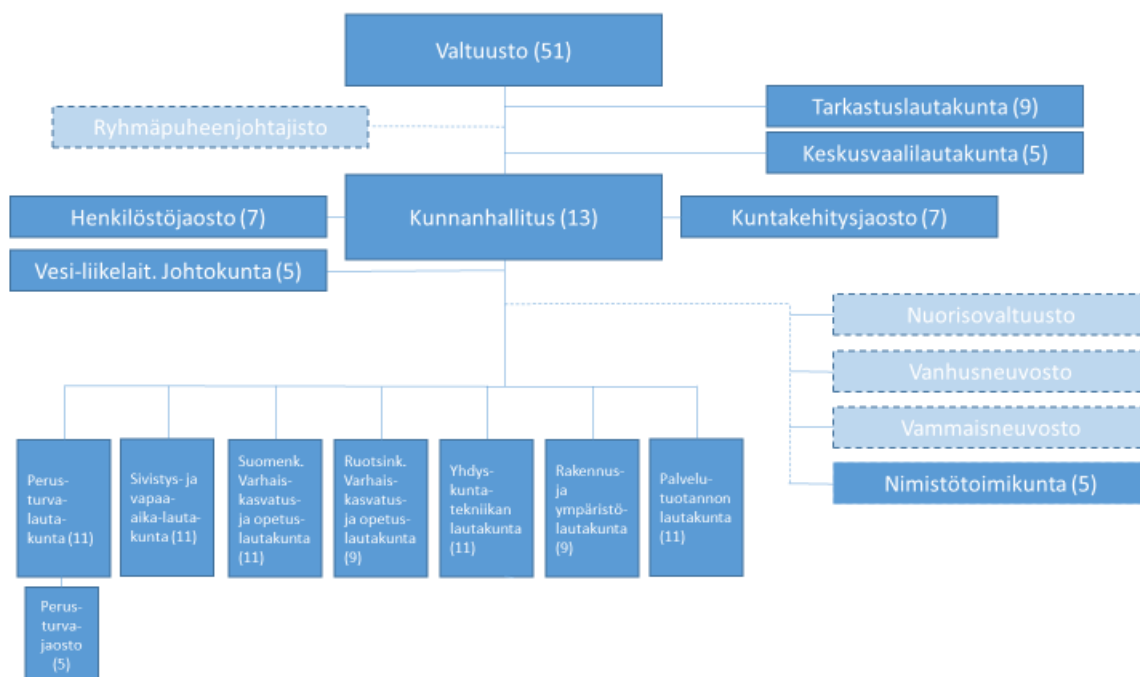 Valtuusto (51)
Ryhmäpuheenjohtajisto
Tarkastuslautakunta (9)
Keskusvaalilautakunta (5)
Henkilöstöjaosto (7)
Kunnanhallitus (13)
Kuntakehitysjaosto (7)
Vesi-liikelait. Johtokunta (5)
Nuorisovaltuusto
Vanhusneuvosto
Vammaisneuvosto
Nimistötoimikunta (5)
Perus-
turva-
lauta-
kunta (11)
Sivistys- ja
vapaa-
aika-lauta-
kunta (11)
Suomenk.
Varhais-
kasvatus-
ja opetus-
lautakunta
(11)
Ruotsink.
Varhais-
kasvatus-
ja opetus-
lautakunta
(9)
Yhdys-
kunta-
tekniikan
lautakunta
(11)
Rakennus-
ja
ympäristö-
lautakunta
(9)
Palvelu-
tuotannon
lautakunta
(11)
Perus-
turva-
jaosto
(5)